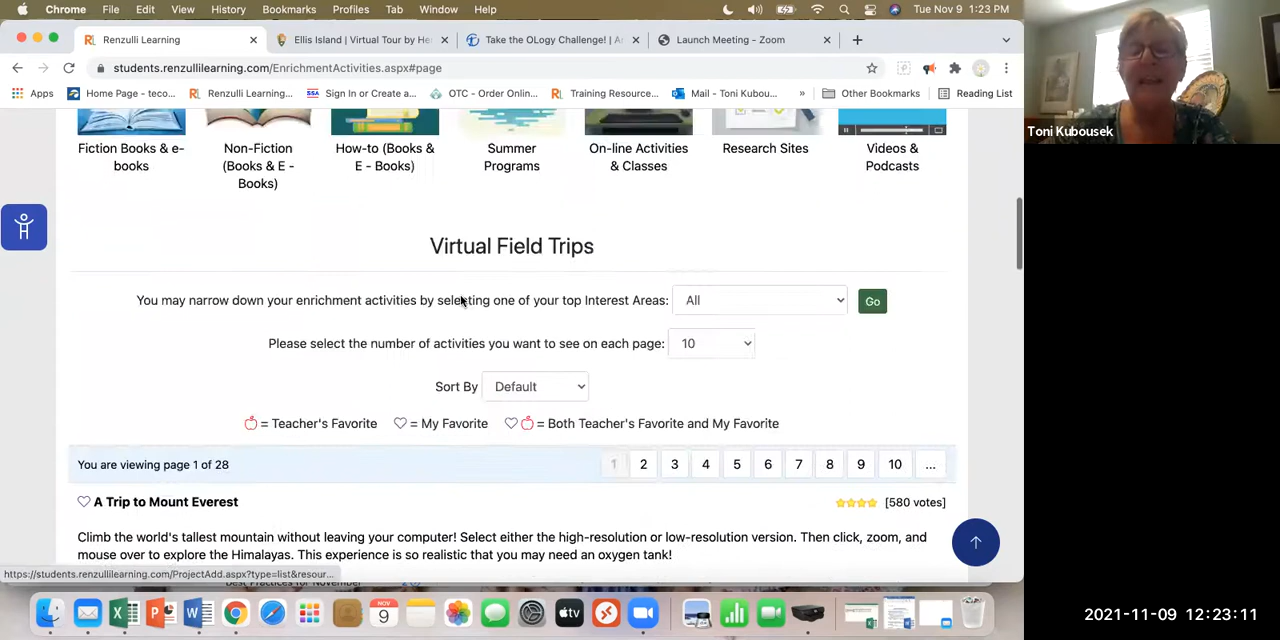 Chrome File Edit View History Bookmarks Profiles Tab Window Help Tue Nov 9 1:23 PM
Renzulli Learning Ellis Island | Virtual Tour by He Take the OLogy Challenge! | A Launch Meeting - Zoom
students.renzullilearning.com/EnrichmentActivities.aspx#page
Apps Home Page - teco... Renzulli Learning... SSA Sign In or Create a... OTC - Order Onlin... Training Resource... Mail - Toni Kubou... » Other Bookmarks Reading List
Toni Kubousek
Fiction Books & e-books
Non-Fiction (Books & E - Books)
How-to (Books & E - Books)
Summer Programs
On-line Activities & Classes
Research Sites
Videos & Podcasts
Virtual Field Trips
You may narrow down your enrichment activities by selecting one of your top Interest Areas: All Go
Please select the number of activities you want to see on each page: 10
Sort By Default
= Teacher's Favorite = My Favorite = Both Teacher's Favorite and My Favorite
You are viewing page 1 of 28 1 2 3 4 5 6 7 8 9 10 ...
A Trip to Mount Everest [580 votes]
Climb the world's tallest mountain without leaving your computer! Select either the high-resolution or low-resolution version. Then click, zoom, and
mouse over to explore the Himalayas. This experience is so realistic that you may need an oxygen tank!
https://students.renzullilearning.com/ProjectAdd.aspx?type=list&resour...
Best Practices for November
NOV
9
tv
2021-11-09 12:23:11